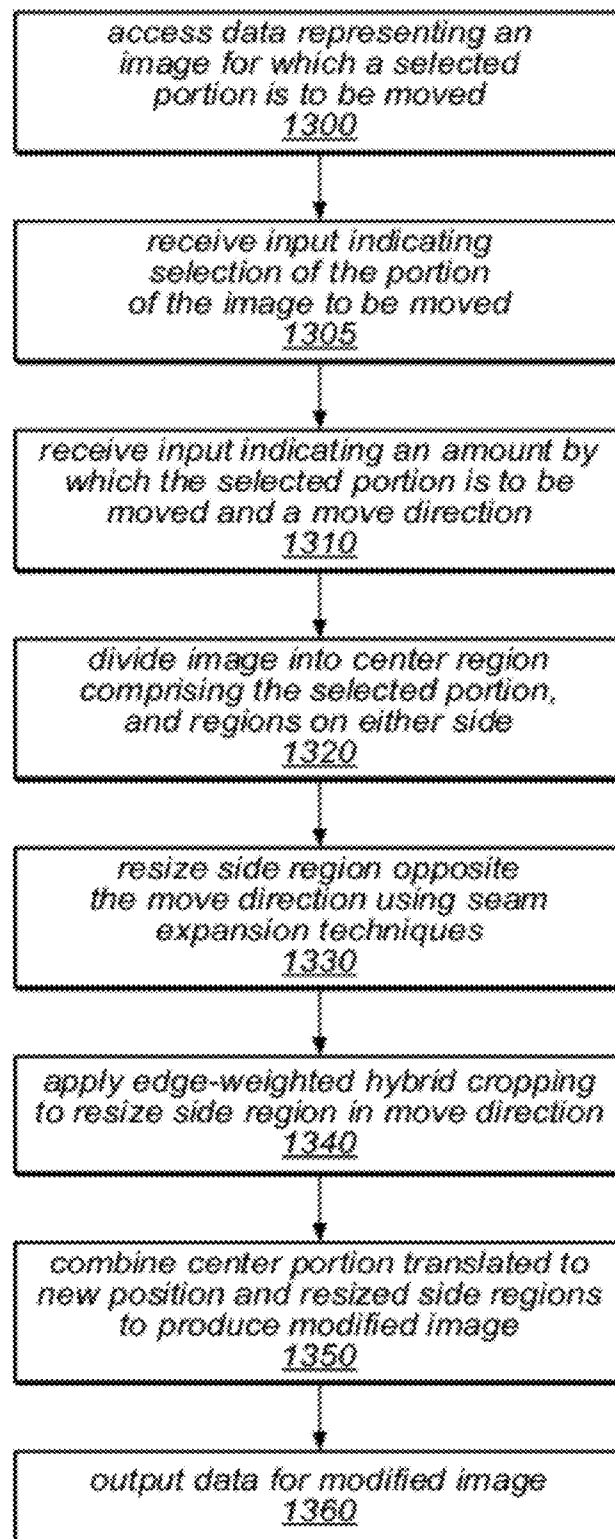 access data representing an
image for which a selected
portion is to be moved
1300
receive input indicating
selection of the portion
of the image to be moved
1305
receive input indicating an amount by
which the selected portion is to be
moved and a move direction
1310
divide image into center region
comprising the selected portion,
and regions on either side
1320
resize side region opposite
the move direction using seam
expansion techniques
1330
apply edge-weighted hybrid cropping
to resize side region in move direction
1340
combine center portion translated to
new position and resized side regions
to produce modified image
1350
output data for modified image
1360